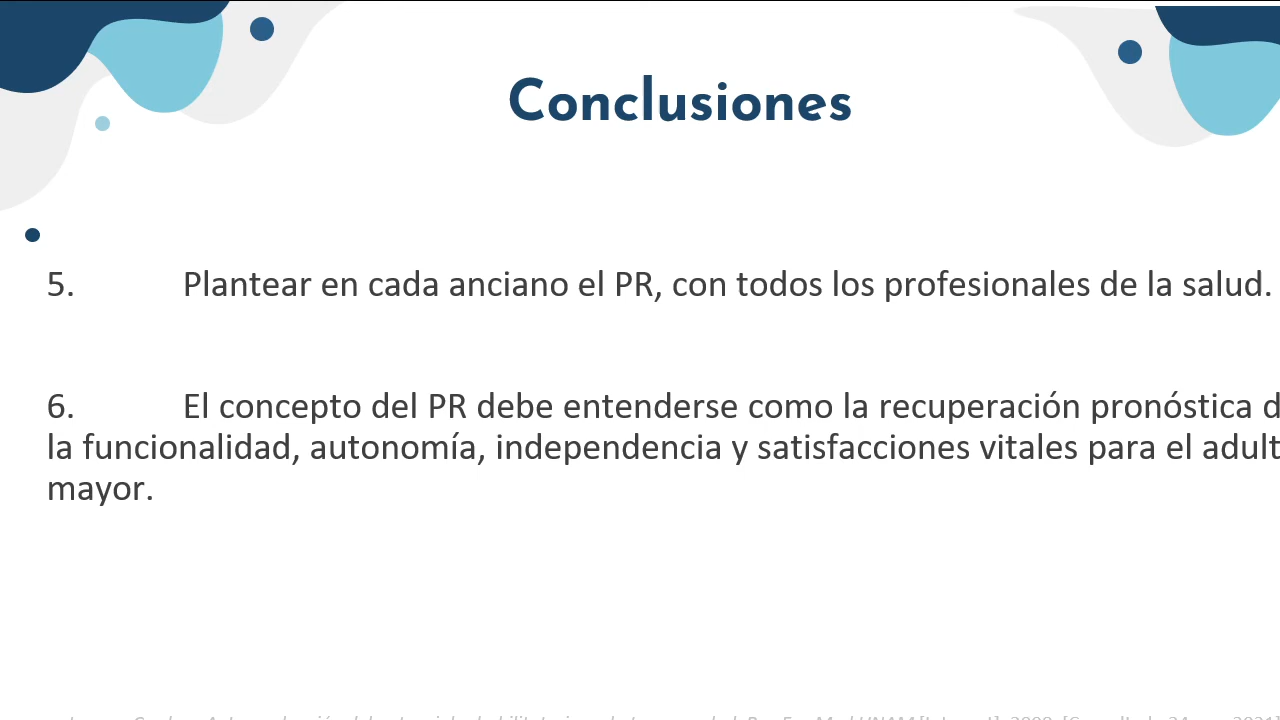 Conclusiones
5. Plantear en cada anciano el PR, con todos los profesionales de la salud.
6. El concepto del PR debe entenderse como la recuperación pronóstica d
la funcionalidad, autonomía, independencia y satisfacciones vitales para el adult
mayor.